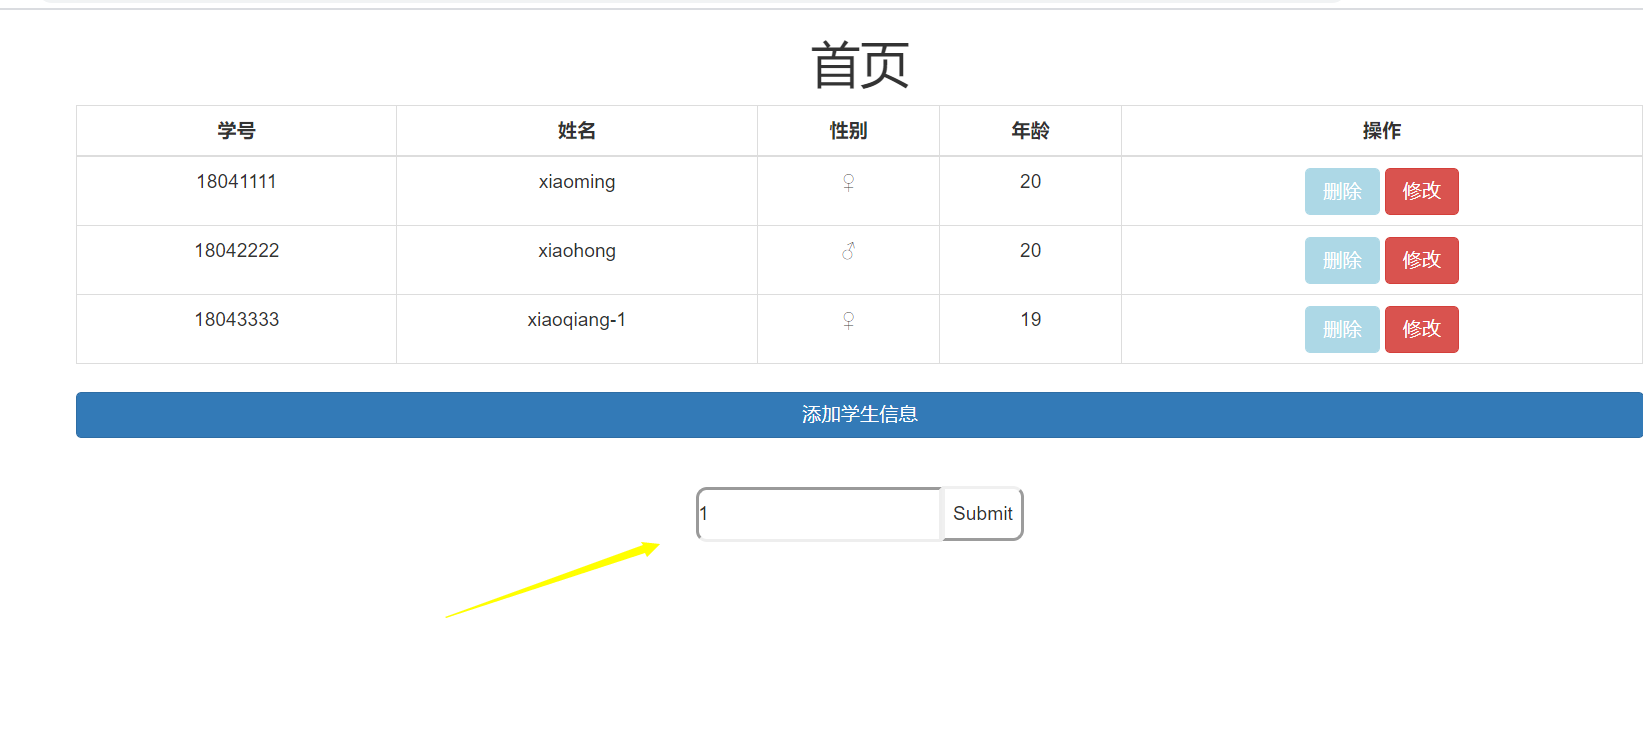 首页
学号 姓名 性别 年龄 操作
18041111 xiaoming ♀ 20 删除 修改
18042222 xiaohong ♂ 20 删除 修改
18043333 xiaoqiang-1 ♀ 19 删除 修改
添加学生信息
1 Submit